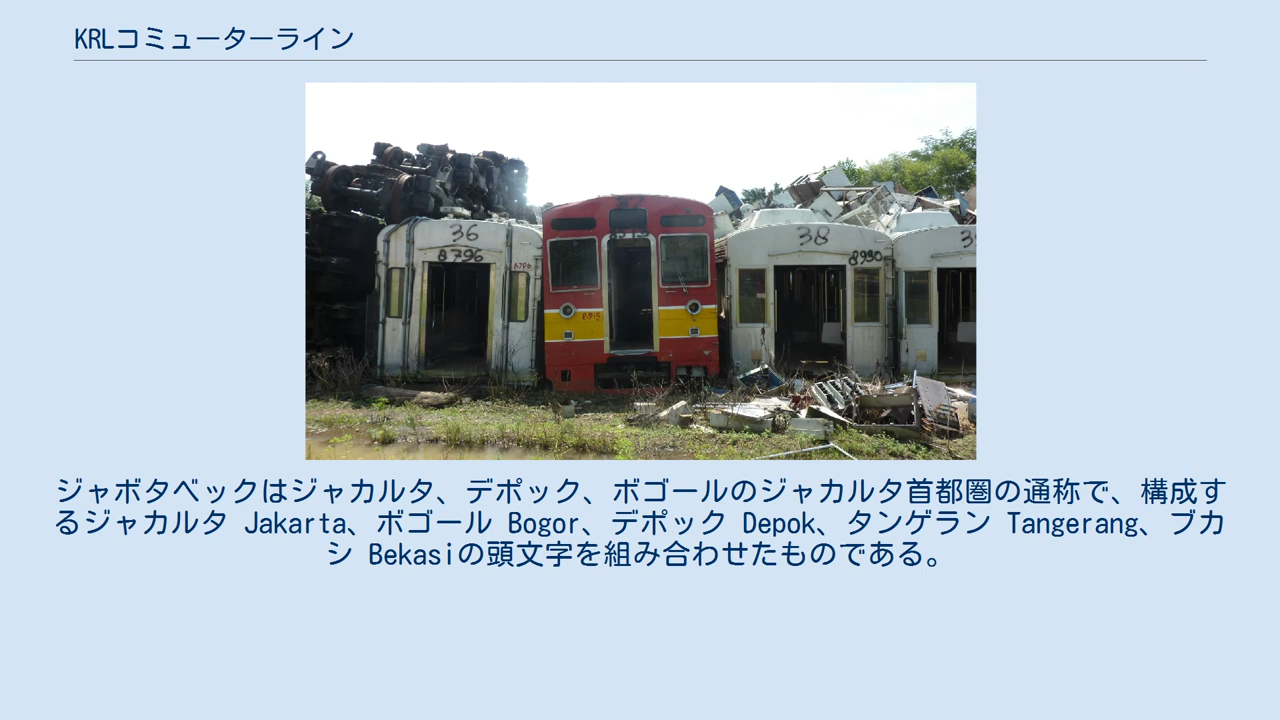 KRLコミューターライン
36
8796
8796
37
8915
8915
38
8930
ジャボタベックはジャカルタ、デポック、ボゴールのジャカルタ首都圏の通称で、構成す
るジャカルタ Jakarta、ボゴール Bogor、デポック Depok、タンゲラン Tangerang、ブカ
シ Bekasiの頭文字を組み合わせたものである。